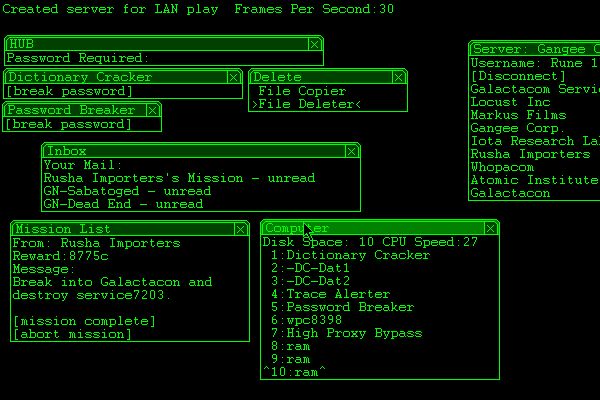 Created server for LAN play  Frames Per Second:30
HUB
Password Required:
Dictionary Cracker
[break password]
Password Breaker
[break password]
Delete
 File Copier
>File Deleter<
Server: Gangee C
Username: Rune 1
[Disconnect]
Galactacom Servic
Locust Inc
Markus Films
Gangee Corp.
Iota Research Lab
Rusha Importers
Whopacom
Atomic Institute
Galactacon
Inbox
Your Mail:
Rusha Importers's Mission - unread
GN-Sabatoged - unread
GN-Dead End - unread
Mission List
From: Rusha Importers
Reward:8775c
Message:
Break into Galactacon and
destroy service7203.
[mission complete]
[abort mission]
Computer
Disk Space: 10 CPU Speed:27
1:Dictionary Cracker
2:-DC-Dat1
3:-DC-Dat2
4:Trace Alerter
5:Password Breaker
6:wpc8398
7:High Proxy Bypass
8:ram
9:ram
^10:ram^